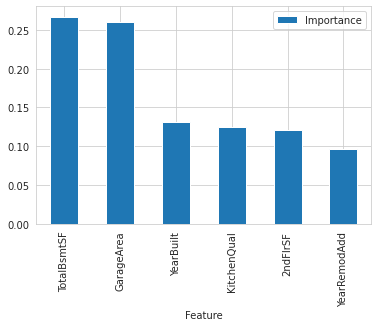 Importance
0.25
0.20
0.15
0.10
0.05
0.00
TotalBsmtSF
GarageArea
YearBuilt
KitchenQual
2ndFlrSF
YearRemodAdd
Feature